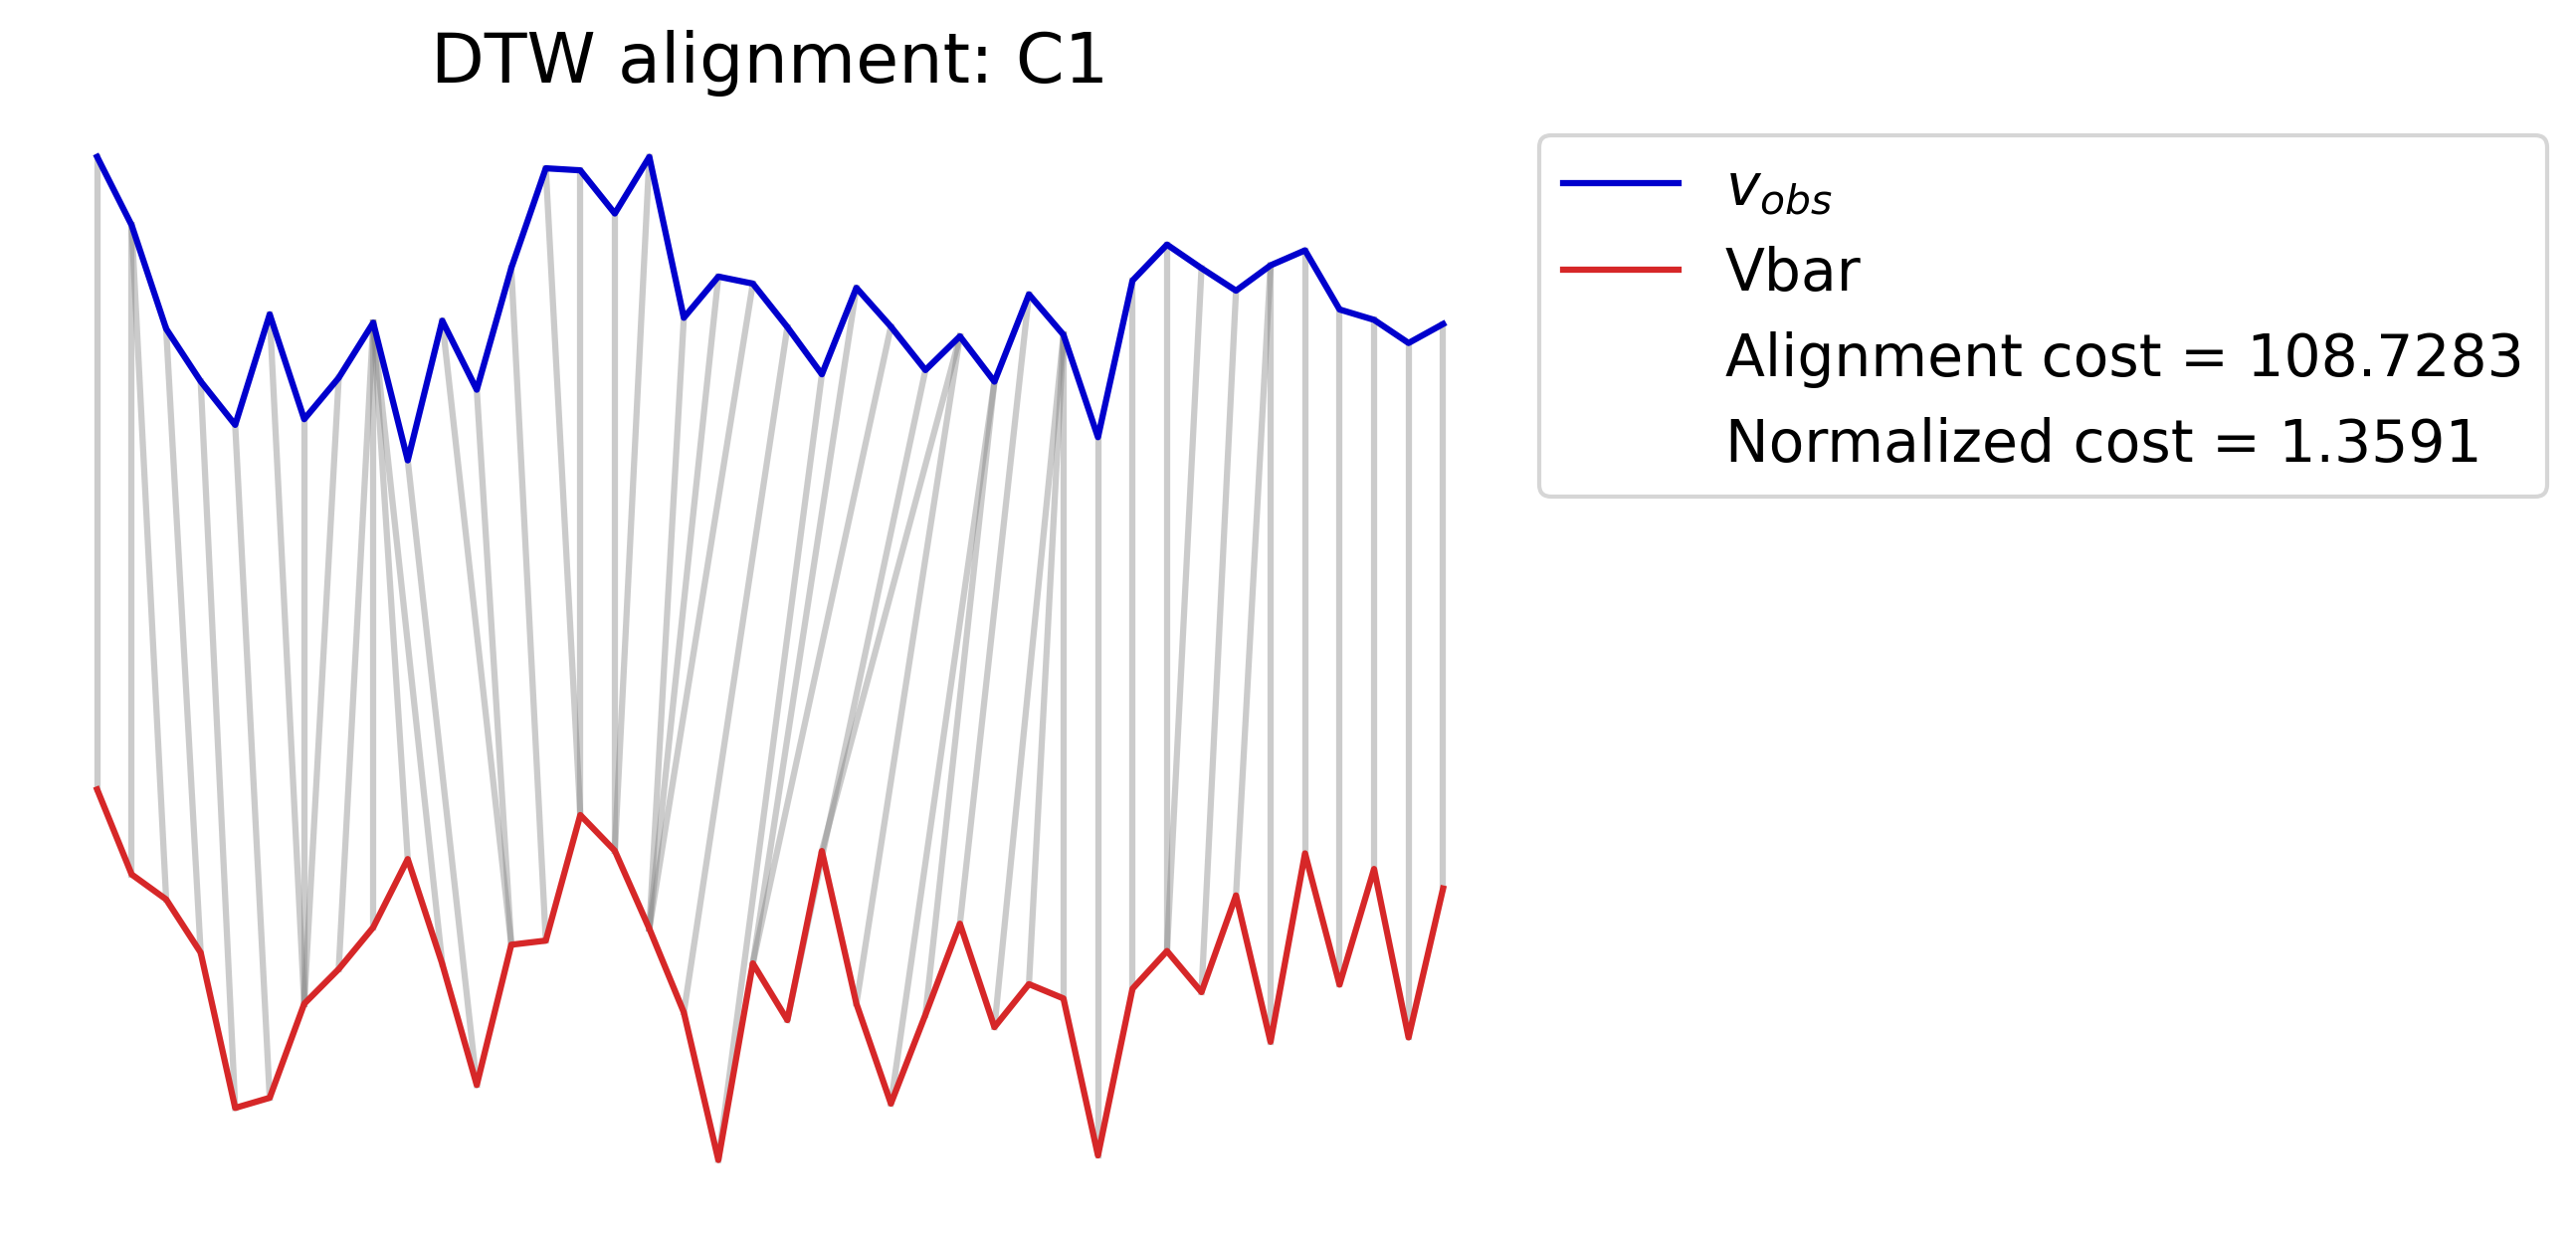 DTW alignment: C1
v_obs
Vbar
Alignment cost = 108.7283
Normalized cost = 1.3591